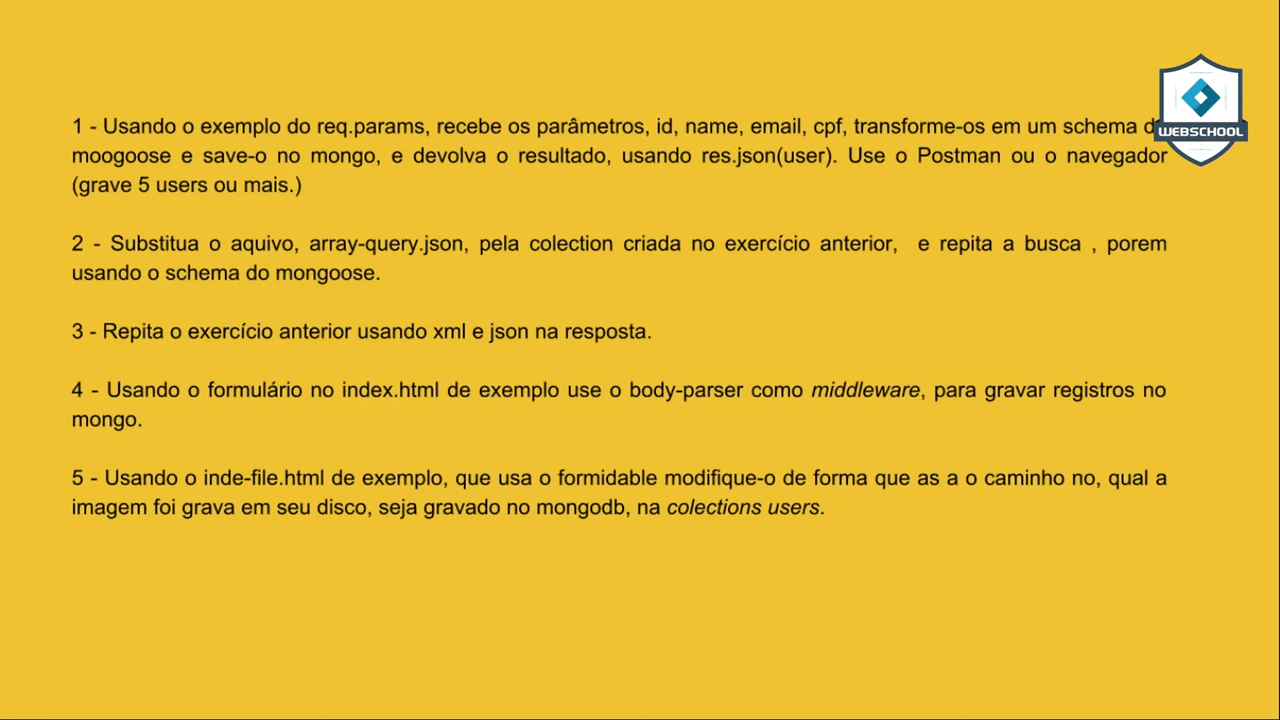 1 - Usando o exemplo do req.params, recebe os parâmetros, id, name, email, cpf, transforme-os em um schema
moogoose e save-o no mongo, e devolva o resultado, usando res.json(user). Use o Postman ou o navegador
(grave 5 users ou mais.)
2 - Substitua o aquivo, array-query.json, pela colection criada no exercício anterior, e repita a busca , porem
usando o schema do mongoose.
3 - Repita o exercício anterior usando xml e json na resposta.
4 - Usando o formulário no index.html de exemplo use o body-parser como middleware, para gravar registros no
mongo.
5 - Usando o inde-file.html de exemplo, que usa o formidable modifique-o de forma que as a o caminho no, qual a
imagem foi grava em seu disco, seja gravado no mongodb, na colections users.
WEBSCHOOL